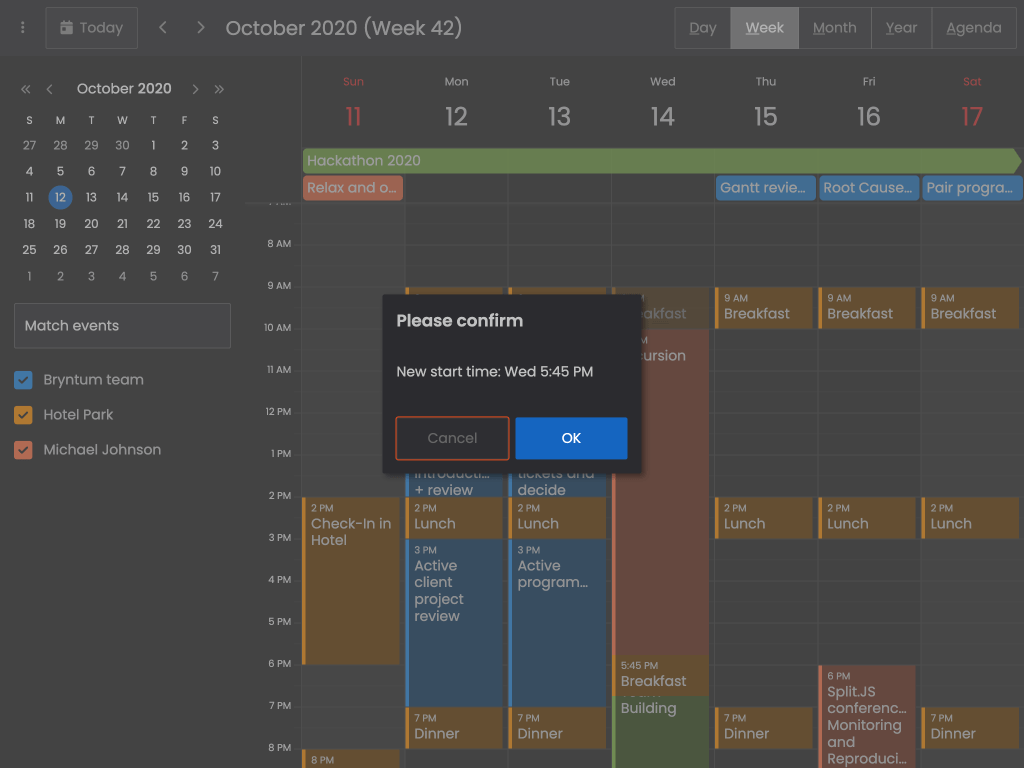 Today
October 2020 (Week 42)
Day
Week
Month
Year
Agenda
October 2020
S M T W T F S
27 28 29 30 1 2 3
4 5 6 7 8 9 10
11 12 13 14 15 16 17
18 19 20 21 22 23 24
25 26 27 28 29 30 31
1 2 3 4 5 6 7
Match events
Bryntum team
Hotel Park
Michael Johnson
Sun Mon Tue Wed Thu Fri Sat
11 12 13 14 15 16 17
Hackathon 2020
Relax and o...
Gantt revie...
Root Cause...
Pair progra...
8 AM
9 AM
10 AM
11 AM
12 PM
1 PM
2 PM
3 PM
4 PM
5 PM
6 PM
7 PM
8 PM
2 PM
Check-In in
Hotel
8 PM
+ review
2 PM
Lunch
3 PM
Active
client
project
review
7 PM
Dinner
tickets and
decide
2 PM
Lunch
3 PM
Active
program...
7 PM
Dinner
5:45 PM
Breakfast
Building
9 AM
Breakfast
2 PM
Lunch
7 PM
Dinner
9 AM
Breakfast
2 PM
Lunch
6 PM
Split.JS
conferenc...
Monitoring
and
Reproduci...
9 AM
Breakfast
2 PM
Lunch
7 PM
Dinner
Please confirm
New start time: Wed 5:45 PM
Cancel
OK